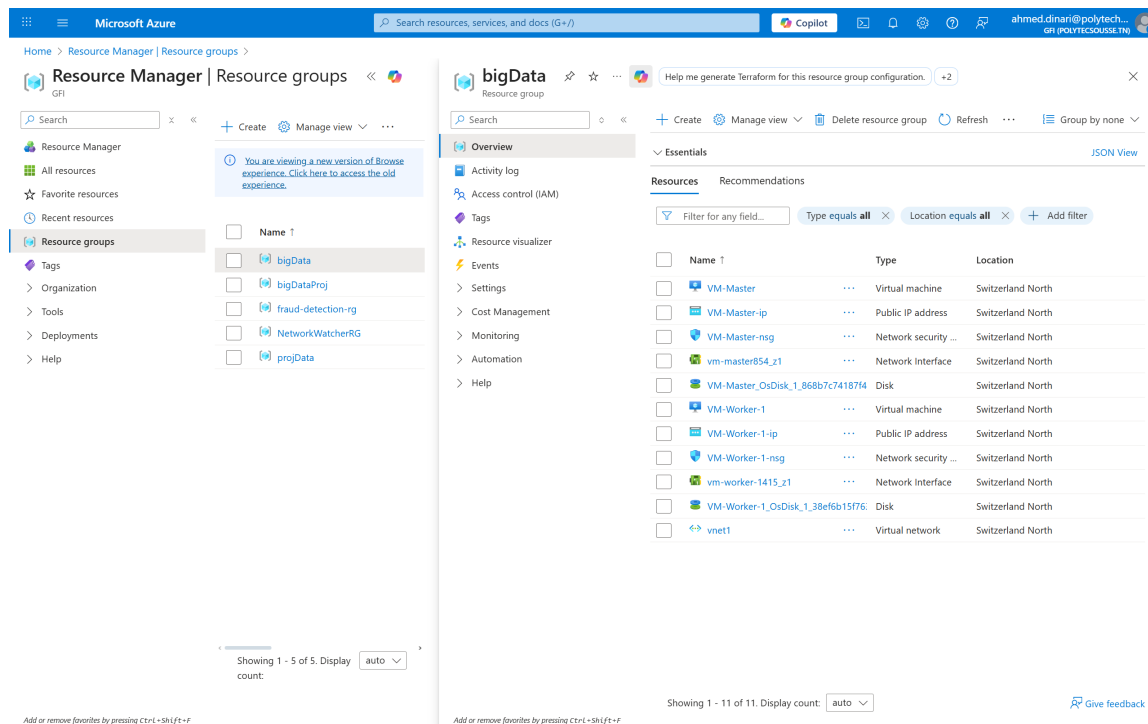 Microsoft Azure
Search resources, services, and docs (G+/)
Copilot
ahmed.dinari@polytech...
GFI (POLYTECSOUSSE.TN)
Home > Resource Manager | Resource groups >
Resource Manager | Resource groups
GFI
Search
Resource Manager
All resources
Favorite resources
Recent resources
Resource groups
Tags
Organization
Tools
Deployments
Help
Create Manage view ...
You are viewing a new version of Browse
experience. Click here to access the old
experience.
Name ↑
bigData
bigDataProj
fraud-detection-rg
NetworkWatcherRG
projData
Showing 1 - 5 of 5. Display auto
count:
Add or remove favorites by pressing Ctrl+Shift+F
bigData
Resource group
Help me generate Terraform for this resource group configuration. +2
Search
Overview
Activity log
Access control (IAM)
Tags
Resource visualizer
Events
Settings
Cost Management
Monitoring
Automation
Help
Add or remove favorites by pressing Ctrl+Shift+F
Create Manage view Delete resource group Refresh ... Group by none
Essentials JSON View
Resources Recommendations
Filter for any field... Type equals all Location equals all Add filter
Name ↑ Type Location
VM-Master ... Virtual machine Switzerland North
VM-Master-ip ... Public IP address Switzerland North
VM-Master-nsg ... Network security ... Switzerland North
vm-master854_z1 ... Network Interface Switzerland North
VM-Master_OsDisk_1_868b7c74187f4 Disk Switzerland North
VM-Worker-1 ... Virtual machine Switzerland North
VM-Worker-1-ip ... Public IP address Switzerland North
VM-Worker-1-nsg ... Network security ... Switzerland North
vm-worker-1415_z1 ... Network Interface Switzerland North
VM-Worker-1_OsDisk_1_38ef6b15f76 Disk Switzerland North
vnet1 ... Virtual network Switzerland North
Showing 1 - 11 of 11. Display count: auto
Give feedback